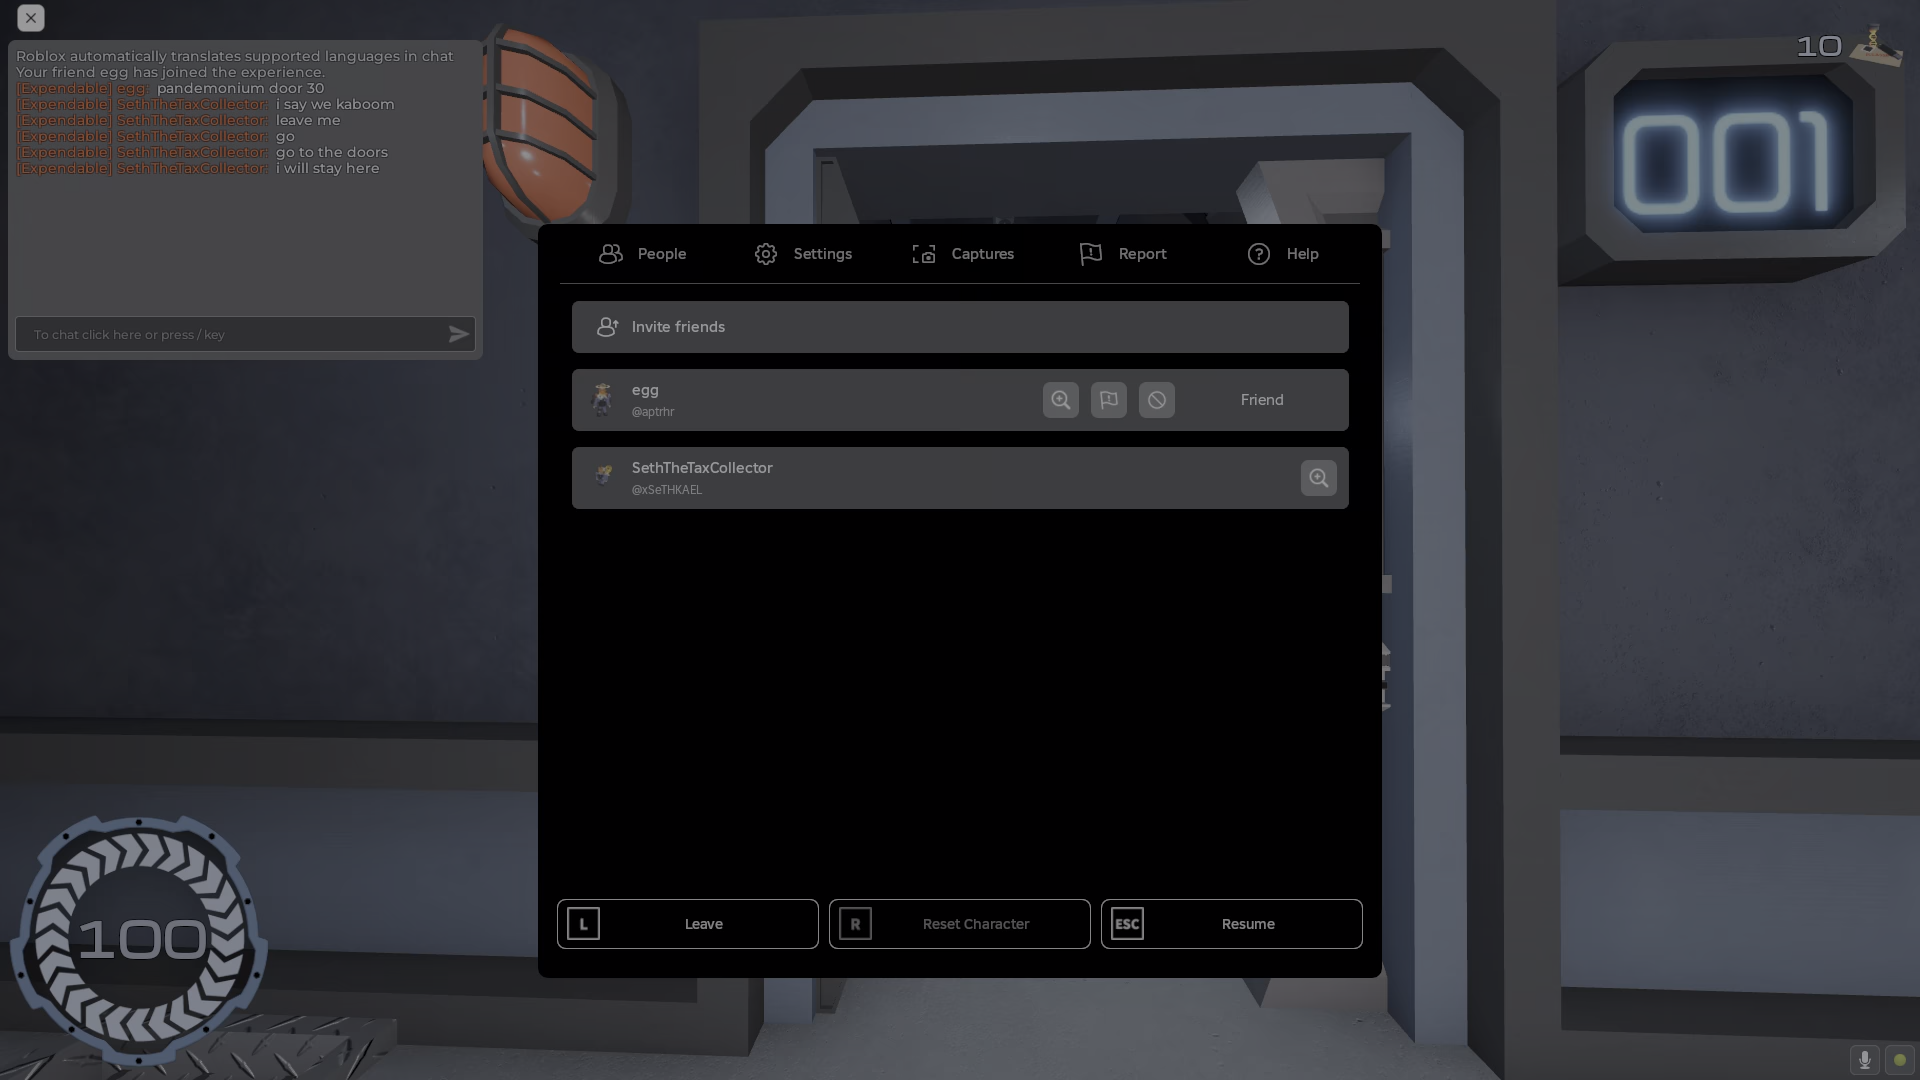 Roblox automatically translates supported languages in chat
Your friend egg has joined the experience.
[Expendable] egg: pandemonium door 30
[Expendable] SethTheTaxCollector: i say we kaboom
[Expendable] SethTheTaxCollector: leave me
[Expendable] SethTheTaxCollector: go
[Expendable] SethTheTaxCollector: go to the doors
[Expendable] SethTheTaxCollector: i will stay here
To chat click here or press / key
10
001
People Settings Captures Report Help
Invite friends
egg
@aptrhr
Friend
SethTheTaxCollector
@xSeTHKAEL
L Leave R Reset Character ESC Resume
100